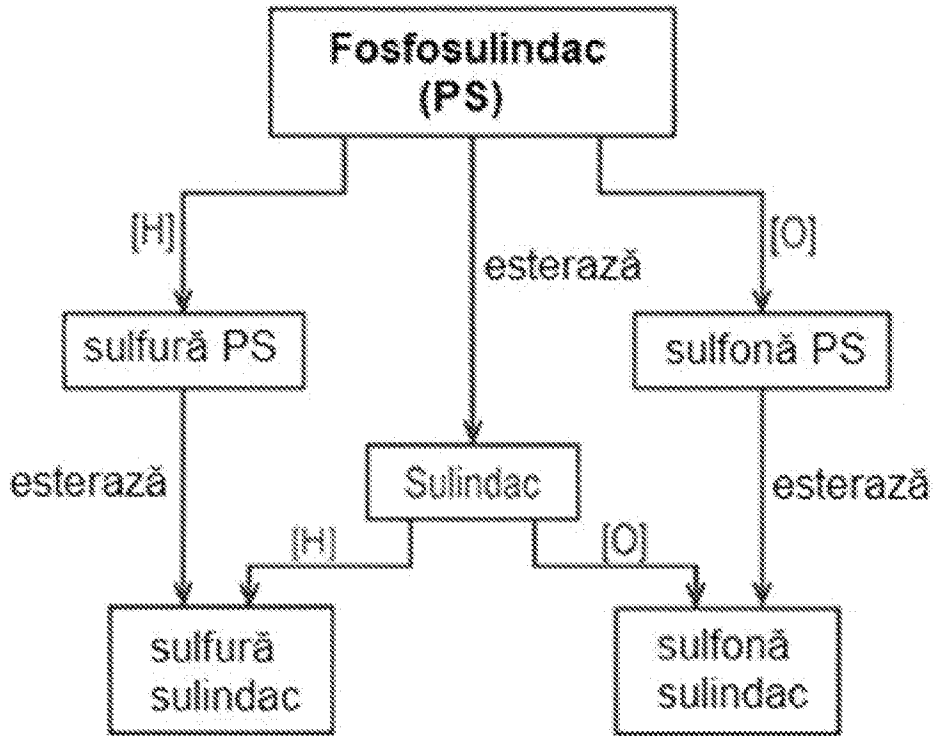 Fosfosulindac
(PS)
[H]
[O]
esterază
sulfură PS
sulfonă PS
esterază
Sulindac
esterază
[H]
[O]
sulfură
sulindac
sulfonă
sulindac